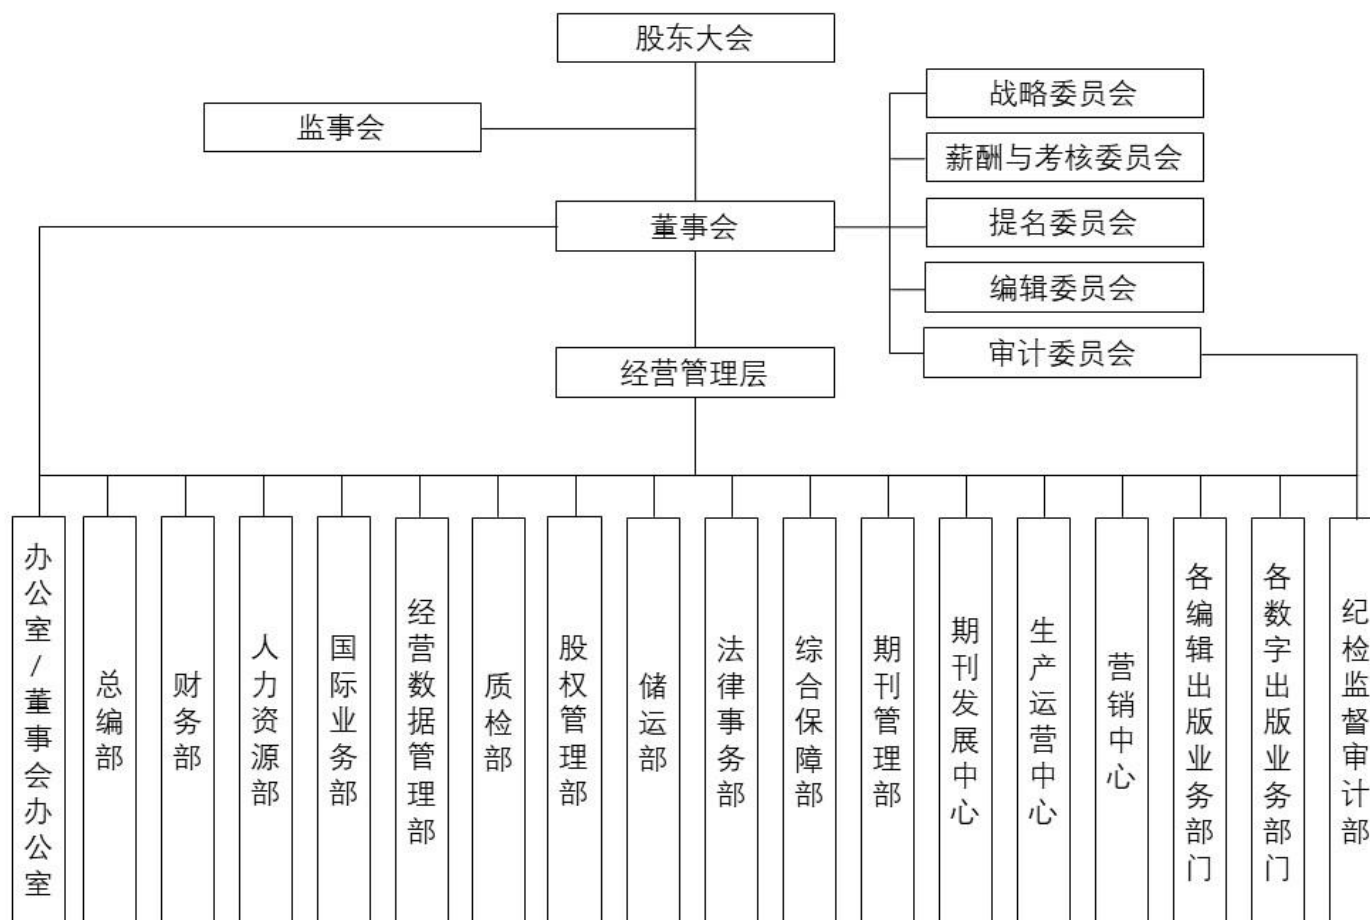 股东大会
战略委员会
监事会
薪酬与考核委员会
董事会
提名委员会
编辑委员会
审计委员会
经营管理层
办公室/董事会办公室
总编部
财务部
人力资源部
国际业务部
经营数据管理部
质检部
股权管理部
储运部
法律事务部
综合保障部
期刊管理部
期刊发展中心
生产运营中心
营销中心
各编辑出版业务部门
各数字出版业务部门
纪检监督审计部